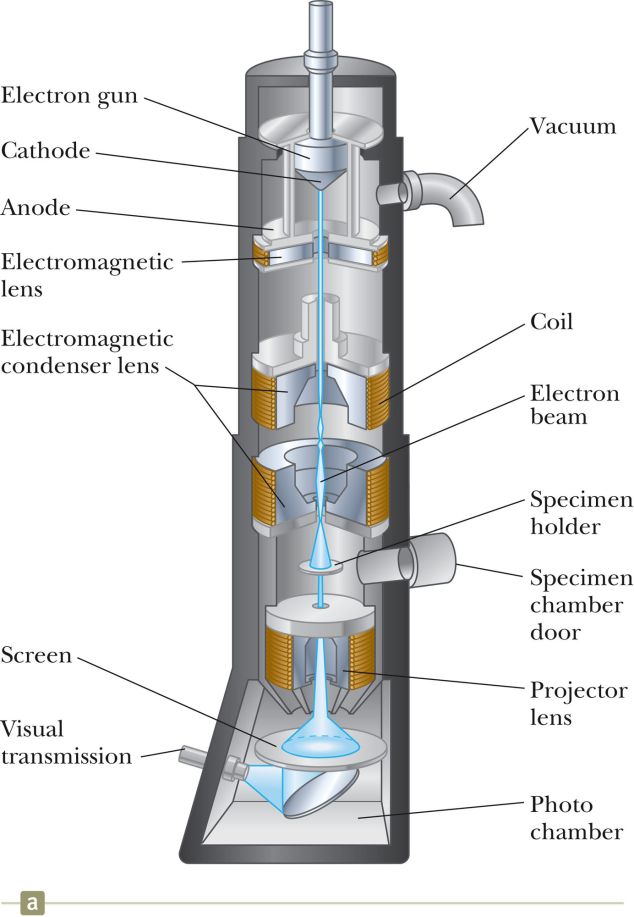 Electron gun
Cathode
Anode
Electromagnetic
lens
Electromagnetic
condenser lens
Screen
Visual
transmission
Vacuum
Coil
Electron
beam
Specimen
holder
Specimen
chamber
door
Projector
lens
Photo
chamber
a